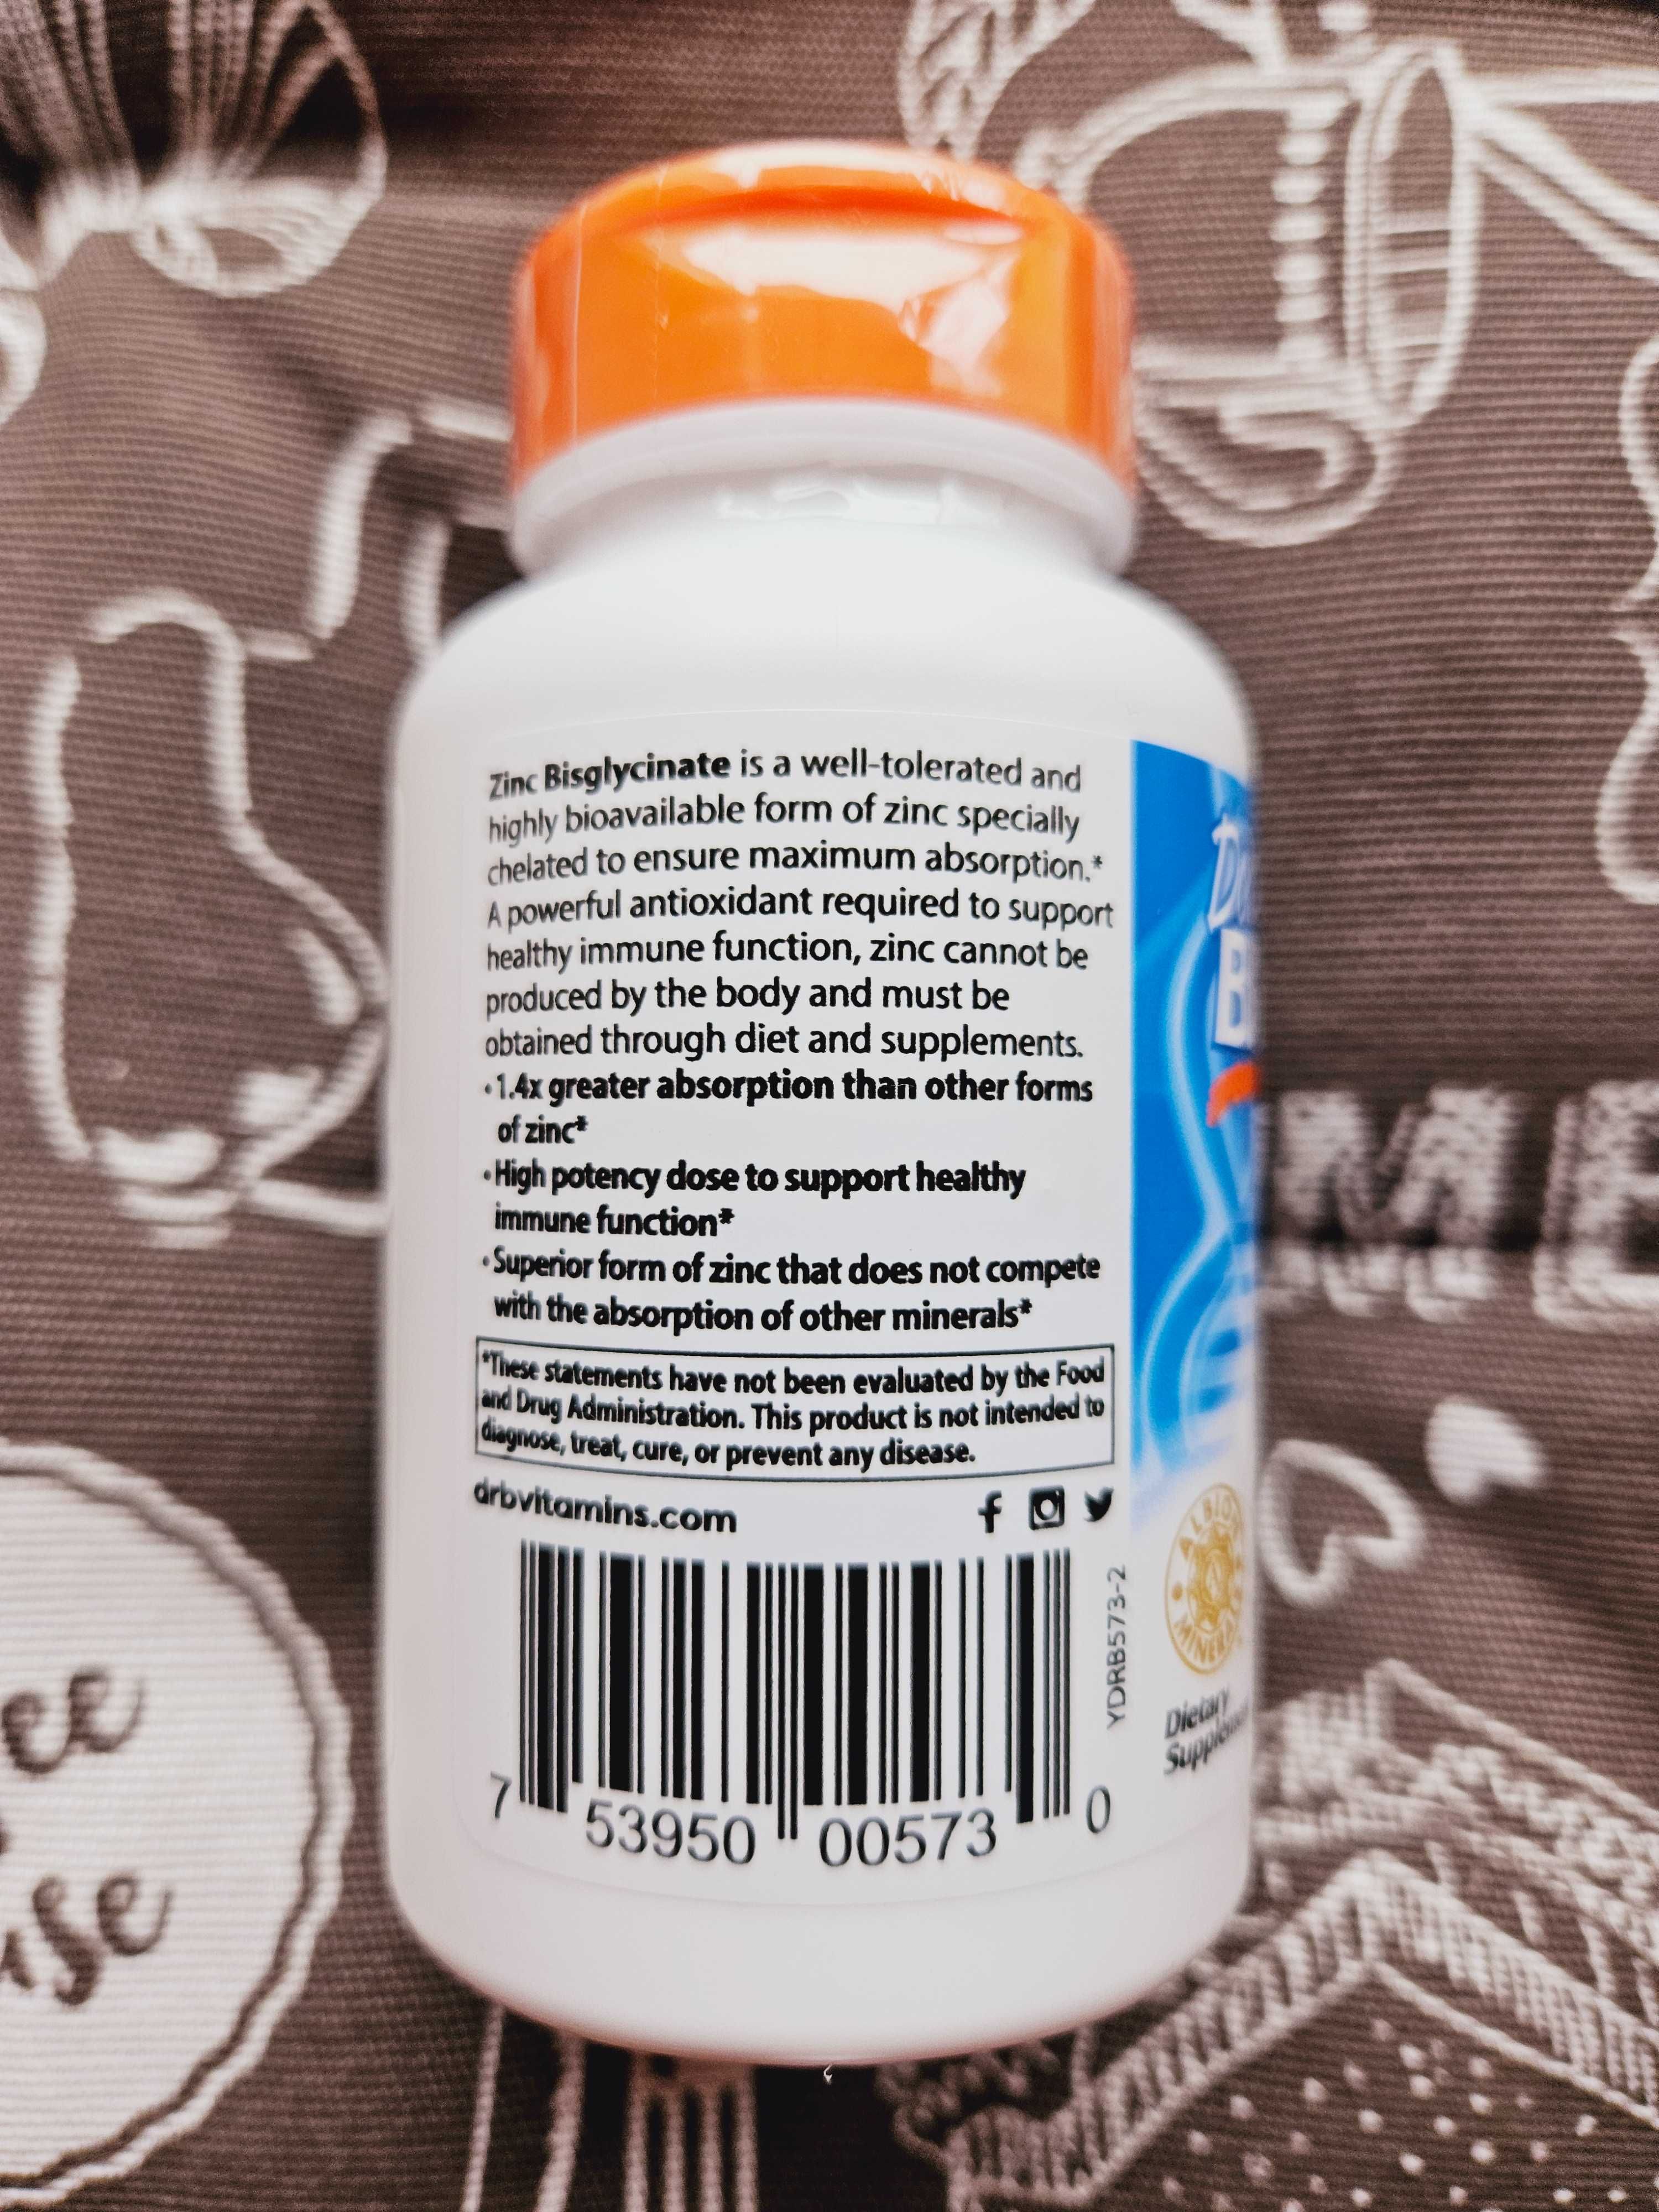 Zinc Bisglycinate is a well-tolerated and
highly bioavailable form of zinc specially
chelated to ensure maximum absorption.*
A powerful antioxidant required to support
healthy immune function, zinc cannot be
produced by the body and must be
obtained through diet and supplements.
• 1.4x greater absorption than other forms
of zinc*
• High potency dose to support healthy
immune function*
• Superior form of zinc that does not compete
with the absorption of other minerals*
*These statements have not been evaluated by the Food
and Drug Administration. This product is not intended to
diagnose, treat, cure, or prevent any disease.
drbvitamins.com
7 53950 00573 0
YDRB573-2
ALBION
MINERALS
Dietary